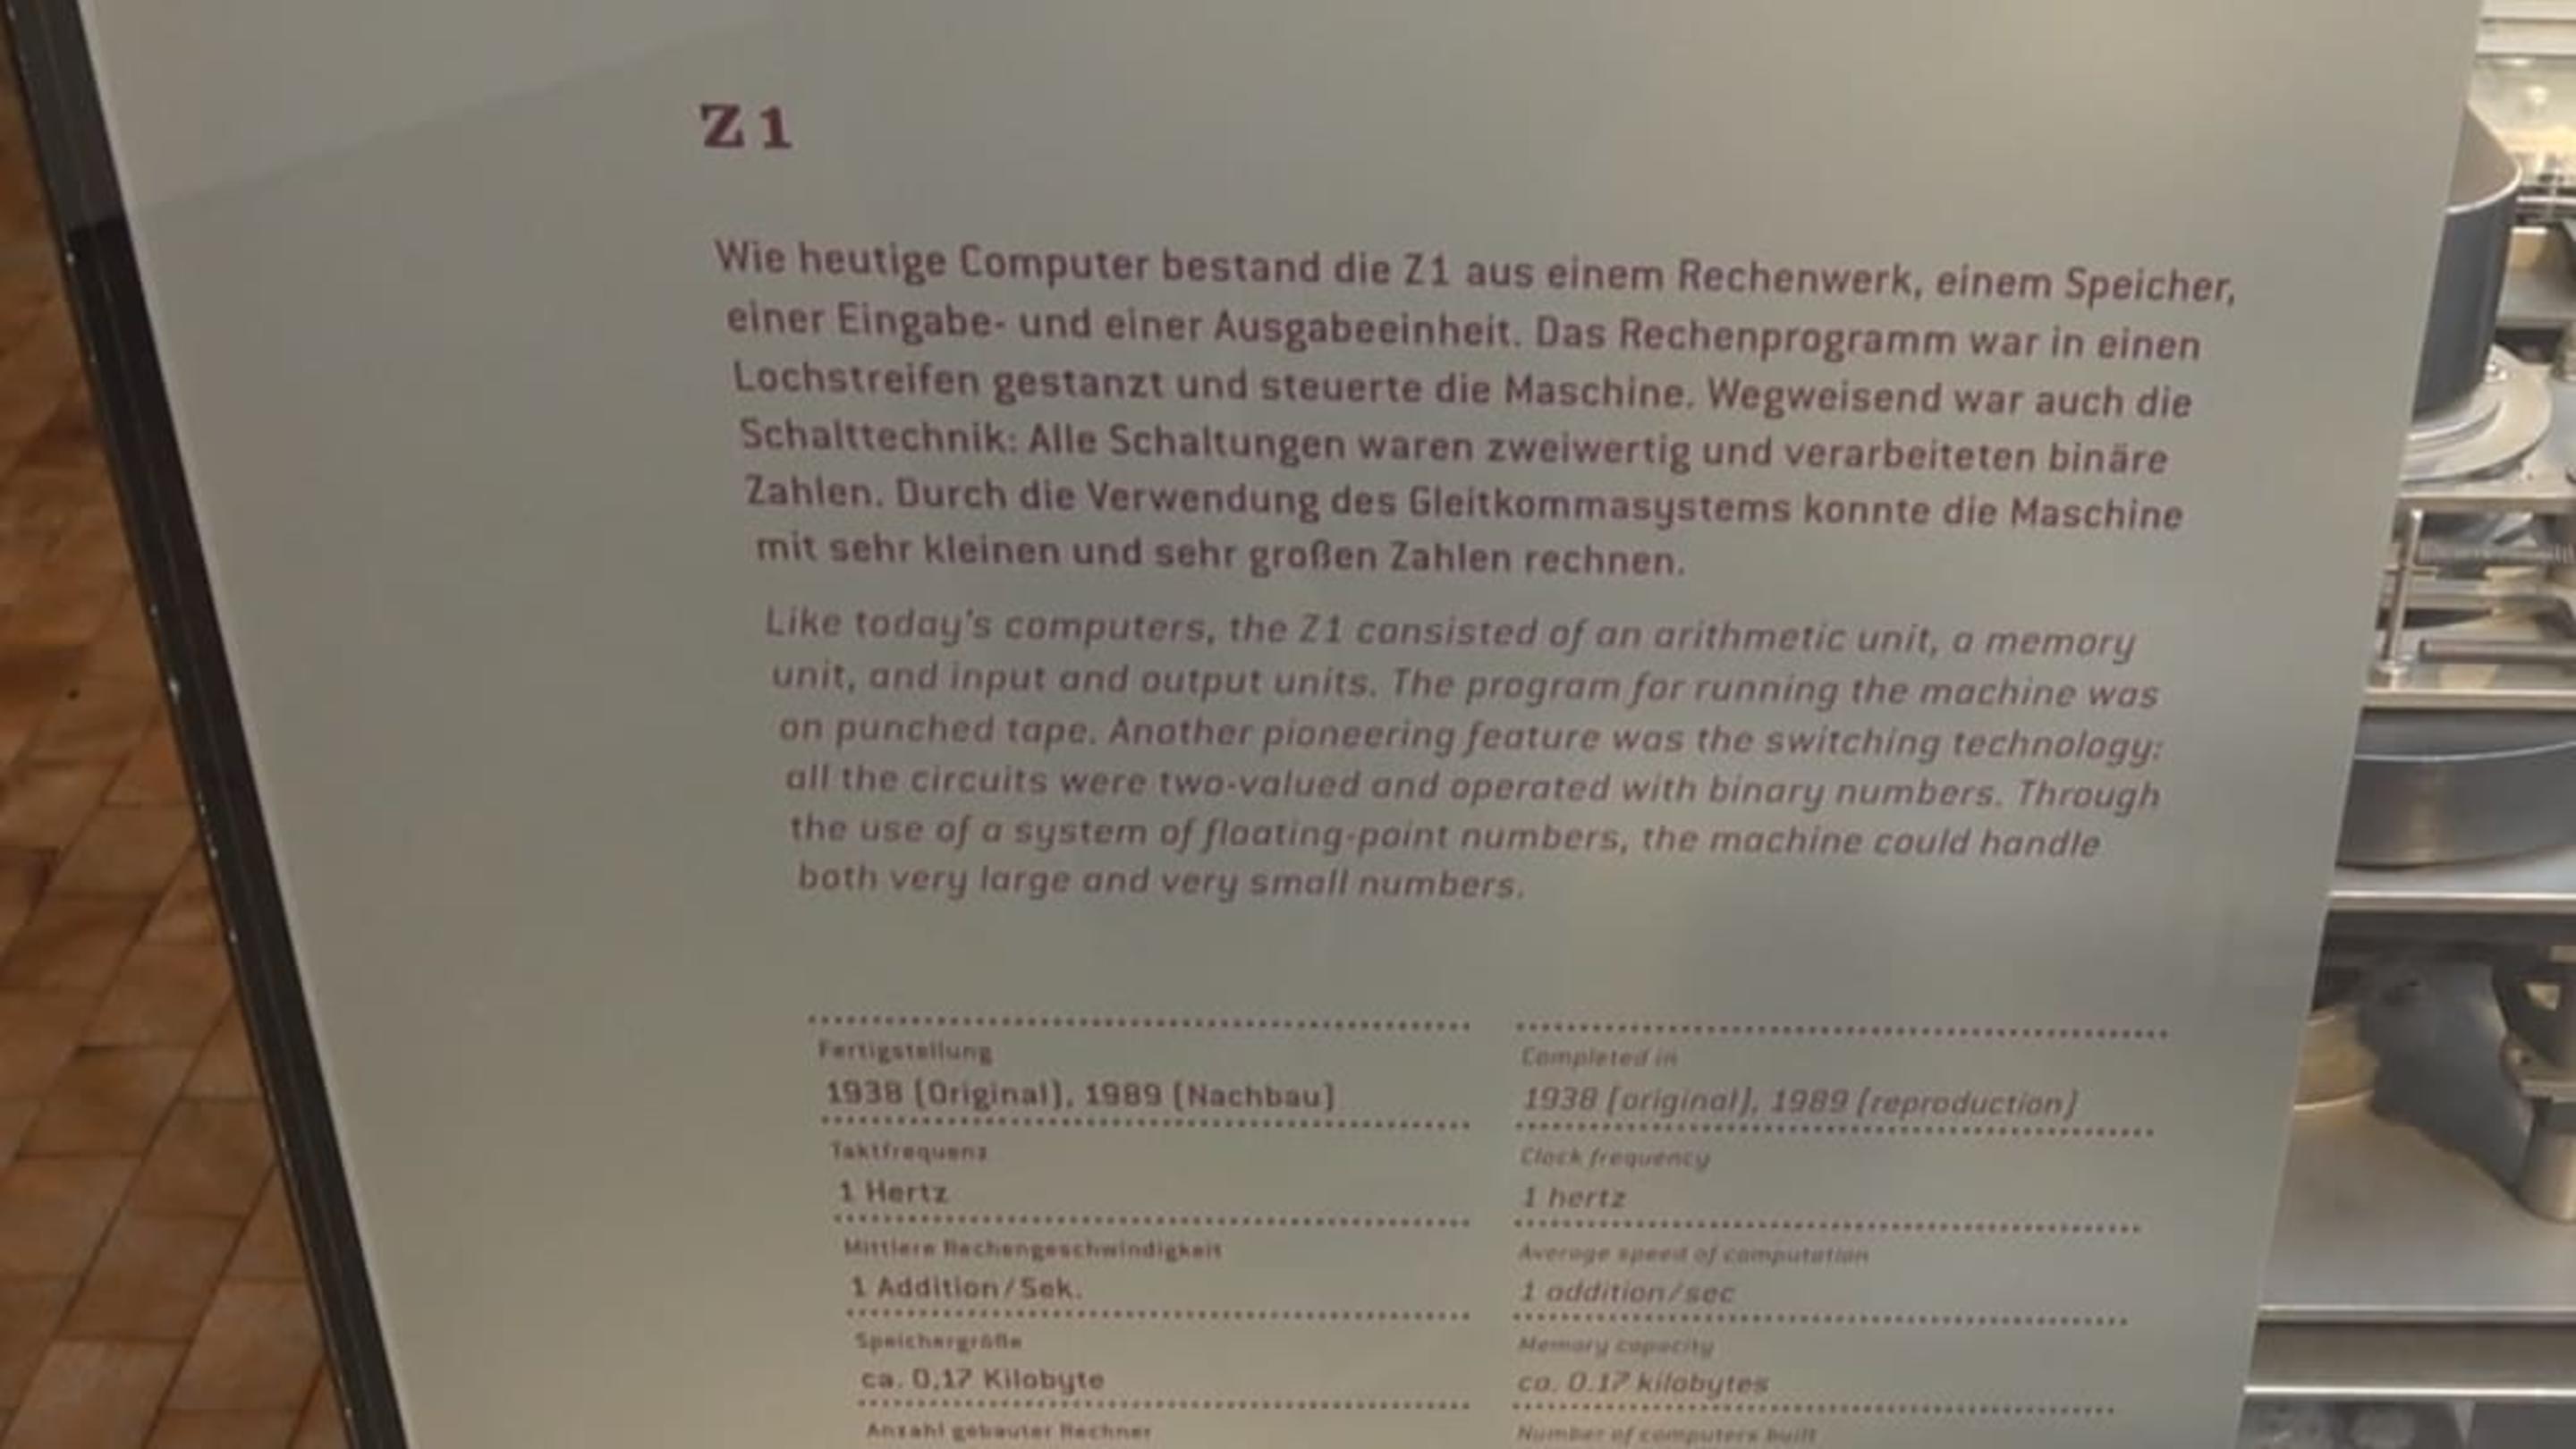 Z1
Wie heutige Computer bestand die Z1 aus einem Rechenwerk, einem Speicher,
einer Eingabe- und einer Ausgabeeinheit. Das Rechenprogramm war in einen
Lochstreifen gestanzt und steuerte die Maschine. Wegweisend war auch die
Schalttechnik: Alle Schaltungen waren zweiwertig und verarbeiteten binäre
Zahlen. Durch die Verwendung des Gleitkommasystems konnte die Maschine
mit sehr kleinen und sehr großen Zahlen rechnen.
Like today's computers, the Z1 consisted of an arithmetic unit, a memory
unit, and input and output units. The program for running the machine was
on punched tape. Another pioneering feature was the switching technology:
all the circuits were two-valued and operated with binary numbers. Through
the use of a system of floating-point numbers, the machine could handle
both very large and very small numbers.
Fertigstellung
1938 (Original), 1989 (Nachbau)
Taktfrequenz
1 Hertz
Mittlere Rechengeschwindigkeit
1 Addition/Sek.
Speichergröße
ca. 0,17 Kilobyte
Anzahl gebauter Rechner
Completed in
1938 (original), 1989 (reproduction)
Clock frequency
1 hertz
Average speed of computation
1 addition/sec
Memory capacity
ca. 0.17 kilobytes
Number of computers built